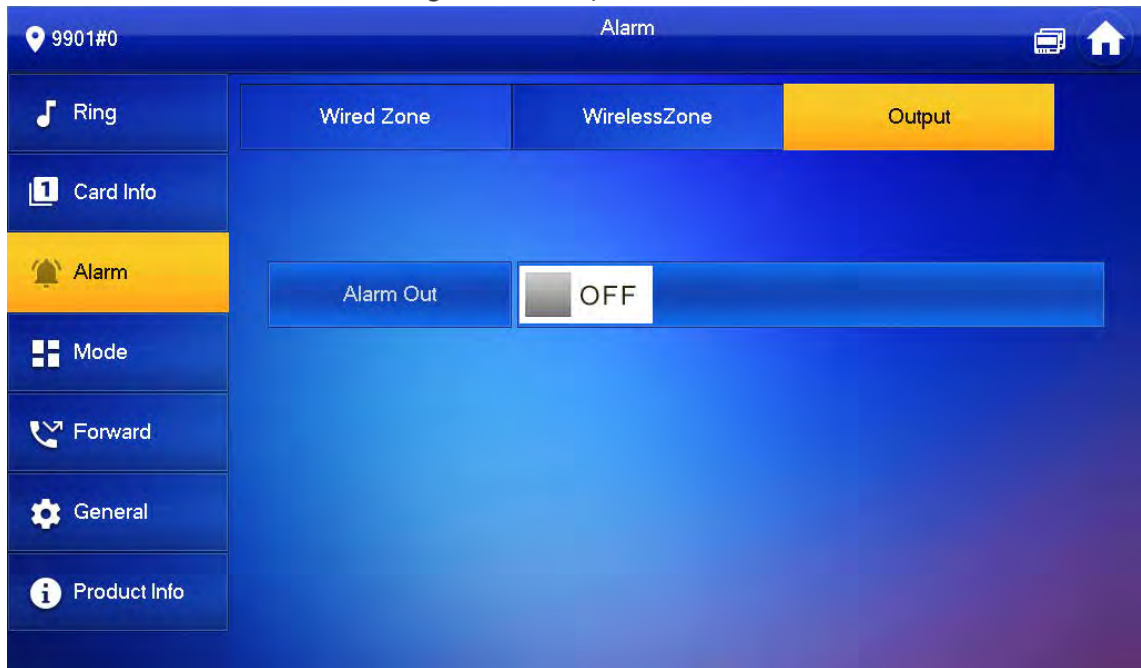 9901#0
Alarm
Ring
Card Info
Alarm
Mode
Forward
General
Product Info
Wired Zone
WirelessZone
Output
Alarm Out
OFF